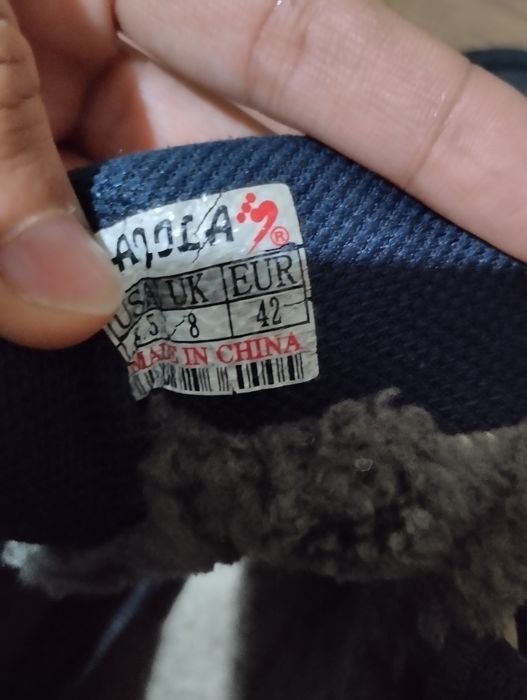 ®
USA UK EUR
8 42
MADE IN CHINA